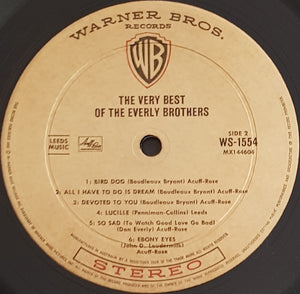 WARNER BROS.
RECORDS
WB
THE VERY BEST
OF THE EVERLY BROTHERS
LEEDS
MUSIC
SIDE 2
WS-1554
MX144604
1: BIRD DOG (Boudleaux Bryant) Acuff-Rose
2: ALL I HAVE TO DO IS DREAM (Boudleaux Bryant) Acuff-Rose
3: DEVOTED TO YOU (Boudleaux Bryant) Acuff-Rose
4: LUCILLE (Penniman-Collins) Leeds
5: SO SAD (To Watch Good Love Go Bad)
(Don Everly) Acuff-Rose
6: EBONY EYES
(John D. Loudermilk)
Acuff-Rose
STEREO